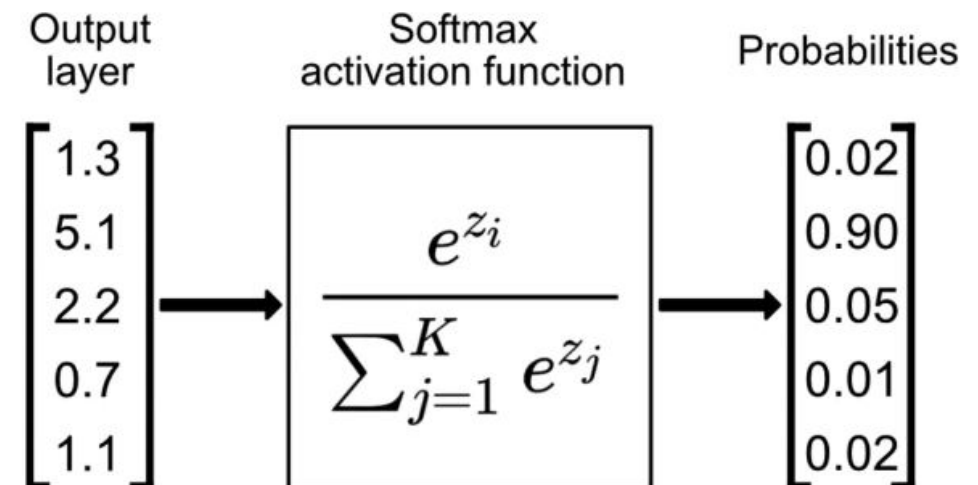 Output
layer
Softmax
activation function
Probabilities
1.3
5.1
2.2
0.7
1.1
e^{z_i}
∑_{j=1}^{K} e^{z_j}
0.02
0.90
0.05
0.01
0.02